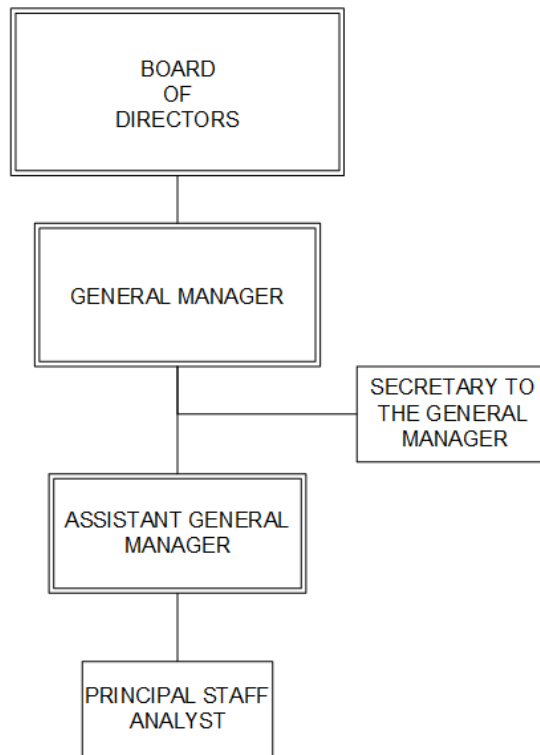 BOARD
OF
DIRECTORS
GENERAL MANAGER
SECRETARY TO
THE GENERAL
MANAGER
ASSISTANT GENERAL
MANAGER
PRINCIPAL STAFF
ANALYST